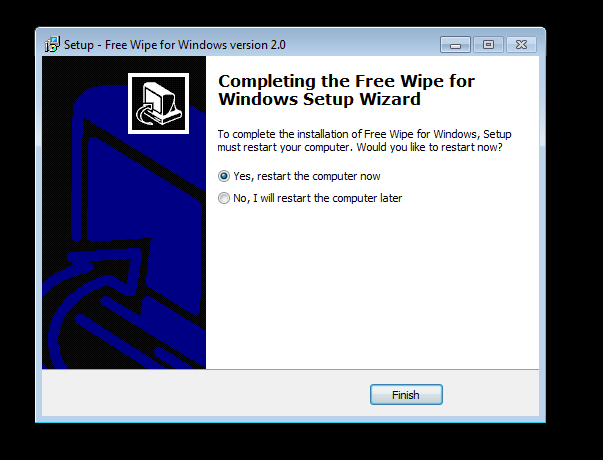 Setup - Free Wipe for Windows version 2.0
Completing the Free Wipe for
Windows Setup Wizard
To complete the installation of Free Wipe for Windows, Setup
must restart your computer. Would you like to restart now?
Yes, restart the computer now
No, I will restart the computer later
Finish